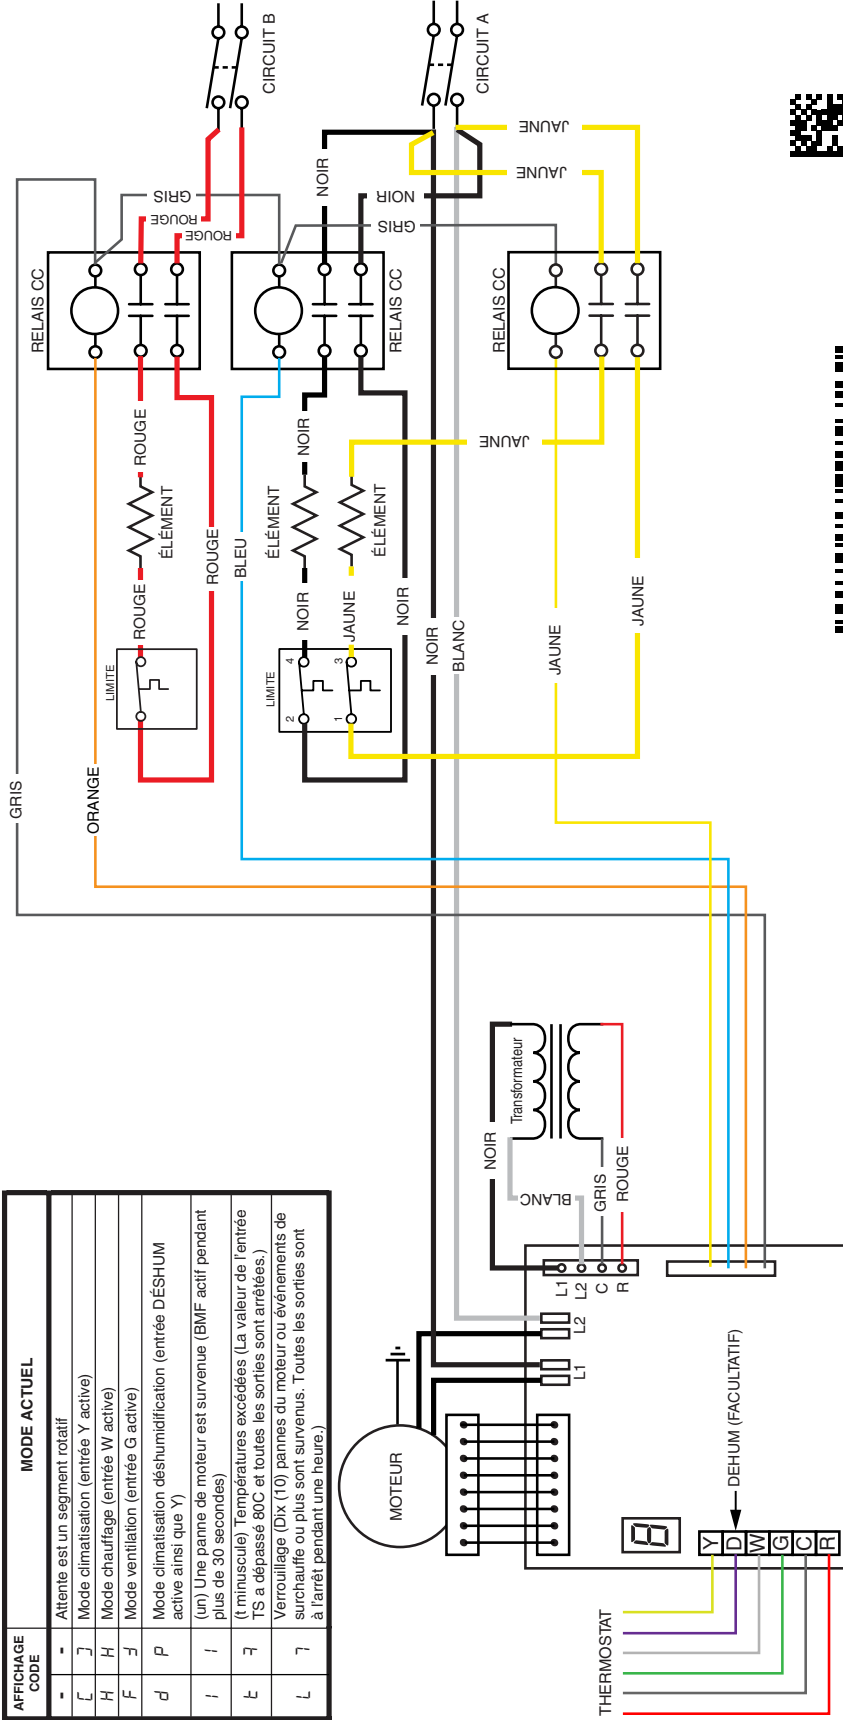 AFFICHAGE
CODE
MODE ACTUEL
- -
Attente est un segment rotatif
Mode climatisation (entrée Y active)
H H
Mode chauffage (entrée W active)
Mode ventilation (entrée G active)
Mode climatisation déshumidification (entrée DÉSHUM
active ainsi que Y)
(un) Une panne de moteur est survenue (BMF actif pendant
plus de 30 secondes)
(t minuscule) Températures excédées (La valeur de l'entrée
TS a dépassé 80C et toutes les sorties sont arrêtées.)
Verrouillage (Dix (10) pannes du moteur ou événements de
surchauffe ou plus sont survenus. Toutes les sorties sont
à l'arrêt pendant une heure.)
CIRCUIT B
CIRCUIT A
GRIS
GRIS
GRIS
ROUGE
ROUGE
NOIR
NOIR
JAUNE
JAUNE
RELAIS CC
RELAIS CC
RELAIS CC
ROUGE
ÉLÉMENT
ROUGE
ROUGE
LIMITE
ORANGE
BLEU
NOIR
ÉLÉMENT
NOIR
LIMITE
4
2
3
1
JAUNE
ÉLÉMENT
JAUNE
NOIR
NOIR
BLANC
JAUNE
JAUNE
Transformateur
NOIR
BLANC
GRIS
ROUGE
L1
L2
C
R
L2
L1
MOTEUR
DEHUM (FACULTATIF)
8
Y
D
W
G
C
R
THERMOSTAT